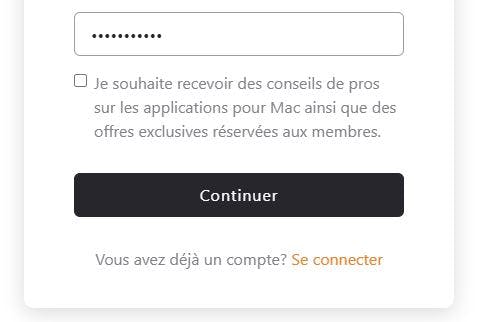 •••••••••••
Je souhaite recevoir des conseils de pros
sur les applications pour Mac ainsi que des
offres exclusives réservées aux membres.
Continuer
Vous avez déjà un compte? Se connecter